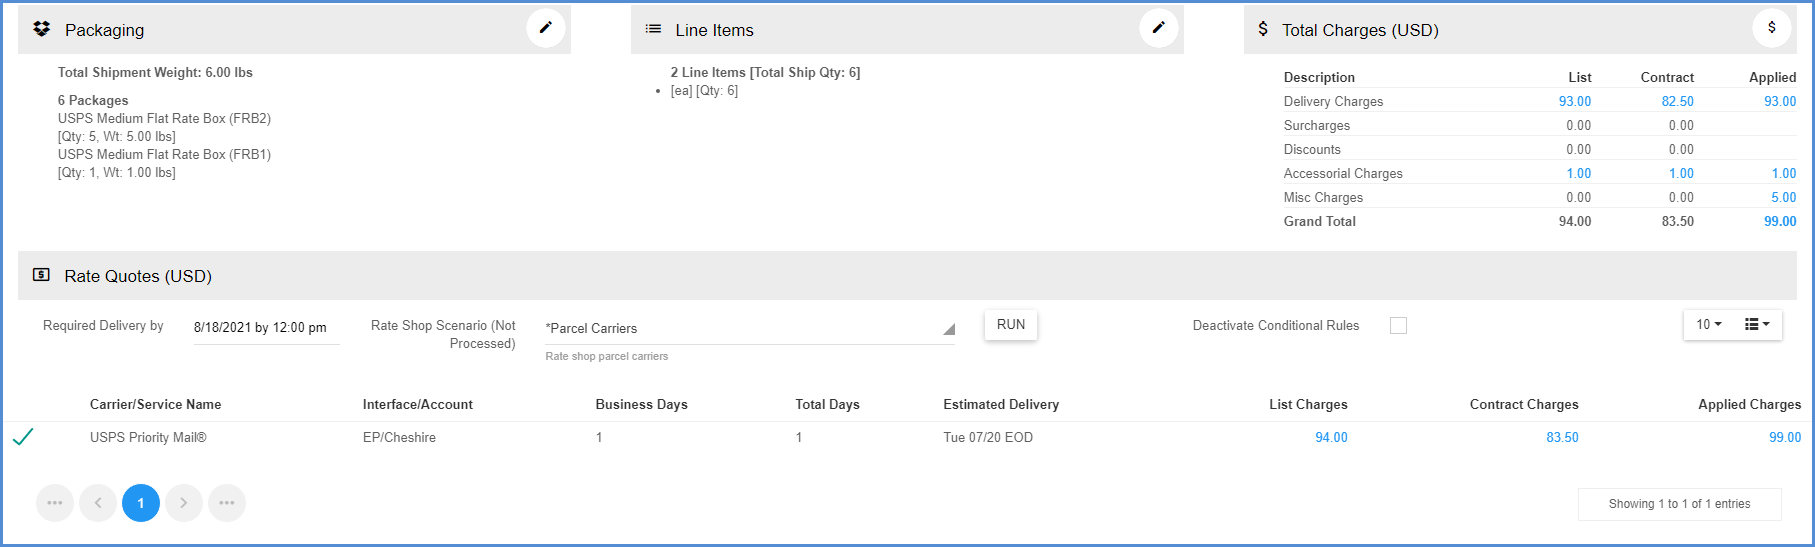 Packaging
Total Shipment Weight: 6.00 lbs
6 Packages
USPS Medium Flat Rate Box (FRB2)
[Qty: 5, Wt: 5.00 lbs]
USPS Medium Flat Rate Box (FRB1)
[Qty: 1, Wt: 1.00 lbs]
Line Items
2 Line Items [Total Ship Qty: 6]
• [ea] [Qty: 6]
$ Total Charges (USD) $
Description List Contract Applied
Delivery Charges 93.00 82.50 93.00
Surcharges 0.00 0.00
Discounts 0.00 0.00
Accessorial Charges 1.00 1.00 1.00
Misc Charges 0.00 0.00 5.00
Grand Total 94.00 83.50 99.00
Rate Quotes (USD)
Required Delivery by 8/18/2021 by 12:00 pm
Rate Shop Scenario (Not
Processed)
*Parcel Carriers
Rate shop parcel carriers
RUN
Deactivate Conditional Rules
10
Carrier/Service Name Interface/Account Business Days Total Days Estimated Delivery List Charges Contract Charges Applied Charges
USPS Priority Mail® EP/Cheshire 1 1 Tue 07/20 EOD 94.00 83.50 99.00
... < 1 > ...
Showing 1 to 1 of 1 entries